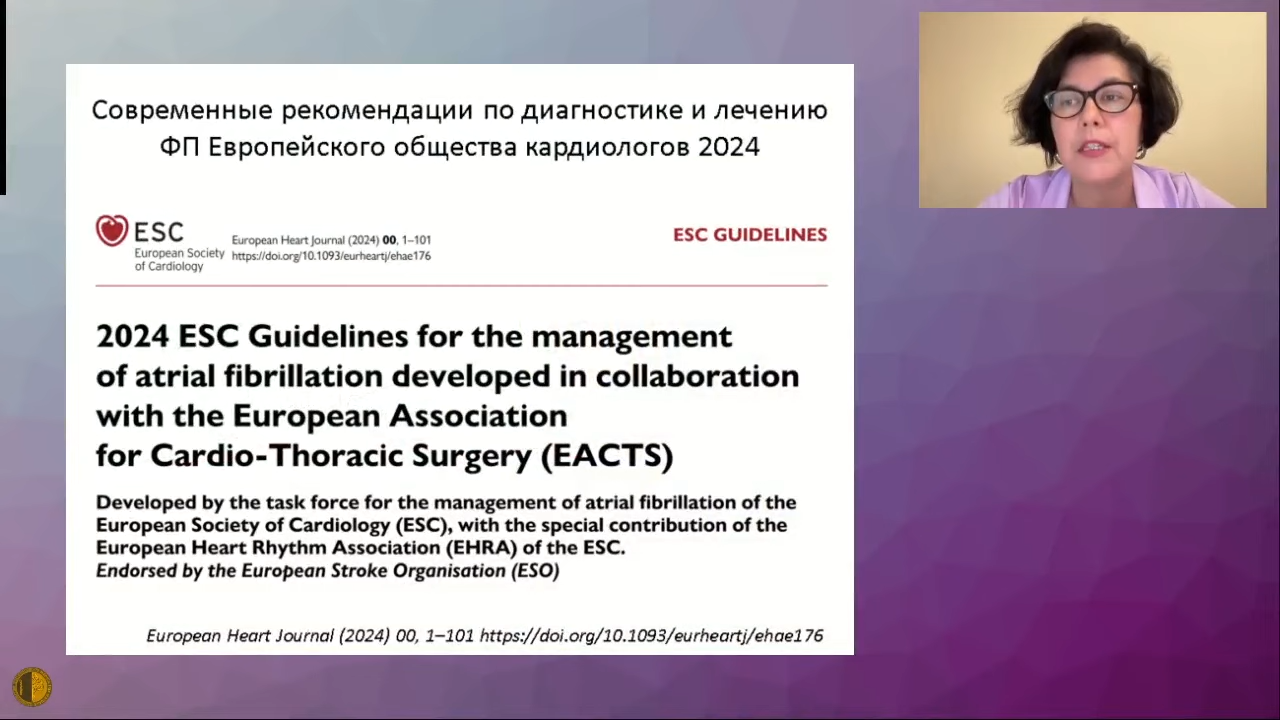 Современные рекомендации по диагностике и лечению
ФП Европейского общества кардиологов 2024
ESC
European Society
of Cardiology
European Heart Journal (2024) 00, 1–101
https://doi.org/10.1093/eurheartj/ehae176
ESC GUIDELINES
2024 ESC Guidelines for the management
of atrial fibrillation developed in collaboration
with the European Association
for Cardio-Thoracic Surgery (EACTS)
Developed by the task force for the management of atrial fibrillation of the
European Society of Cardiology (ESC), with the special contribution of the
European Heart Rhythm Association (EHRA) of the ESC.
Endorsed by the European Stroke Organisation (ESO)
European Heart Journal (2024) 00, 1–101 https://doi.org/10.1093/eurheartj/ehae176